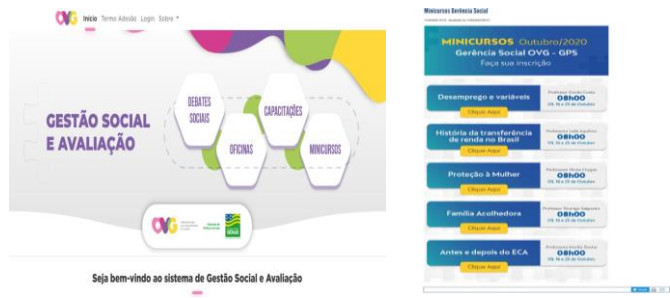 OVG Início Termo Adesão Login Sobre
GESTÃO SOCIAL
E AVALIAÇÃO
DEBATES
SOCIAIS
OFICINAS
CAPACITAÇÕES
MINICURSOS
OVG
GOIÁS
Seja bem-vindo ao sistema de Gestão Social e Avaliação
Minicursos Gerência Social
MINICURSOS Outubro/2020
Gerência Social OVG - GPS
Faça sua inscrição
Desemprego e variáveis
Clique Aqui
08h00
História da transferência
de renda no Brasil
Clique Aqui
08h00
Proteção à Mulher
Clique Aqui
08h00
Família Acolhedora
Clique Aqui
08h00
Antes e depois do ECA
Clique Aqui
08h00